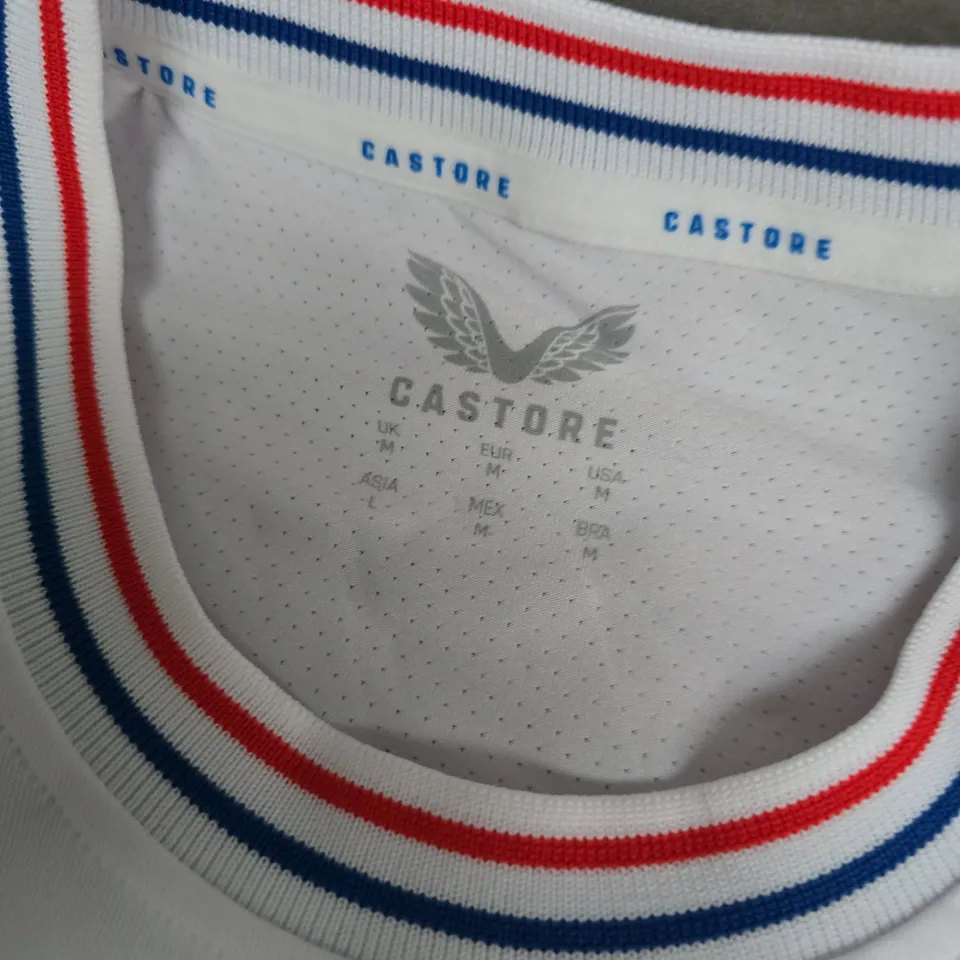 STORE
CASTORE
CASTORE
CASTORE
UK EUR USA
M M M
ASIA MEX BRA
L M M